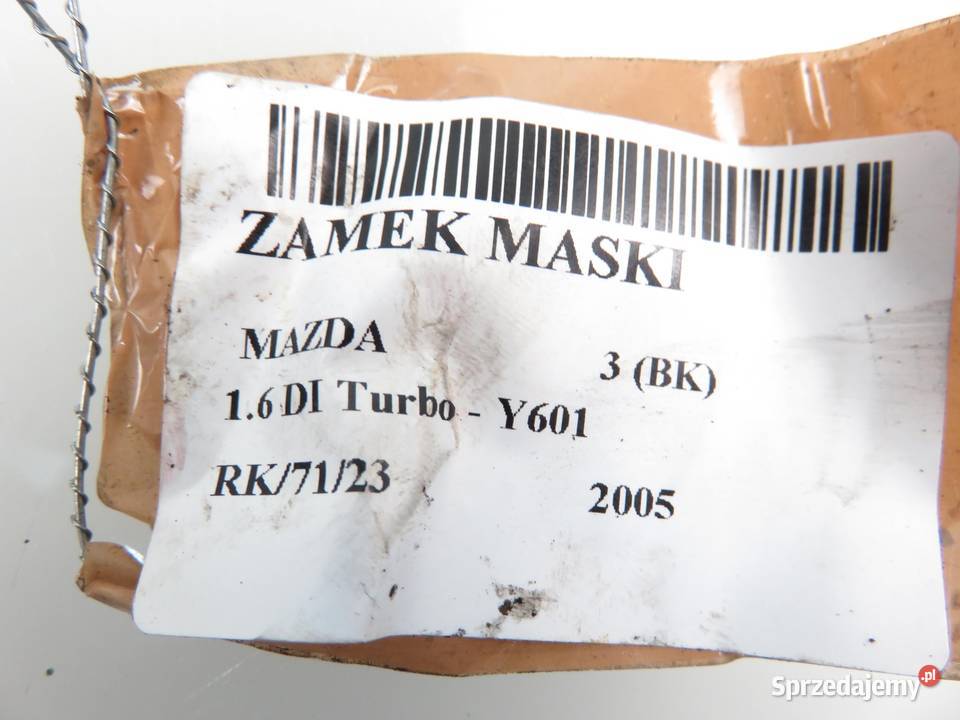 ZAMEK MASKI
MAZDA 3 (BK)
1.6 DI Turbo - Y601
RK/71/23 2005
Sprzedajemy.pl